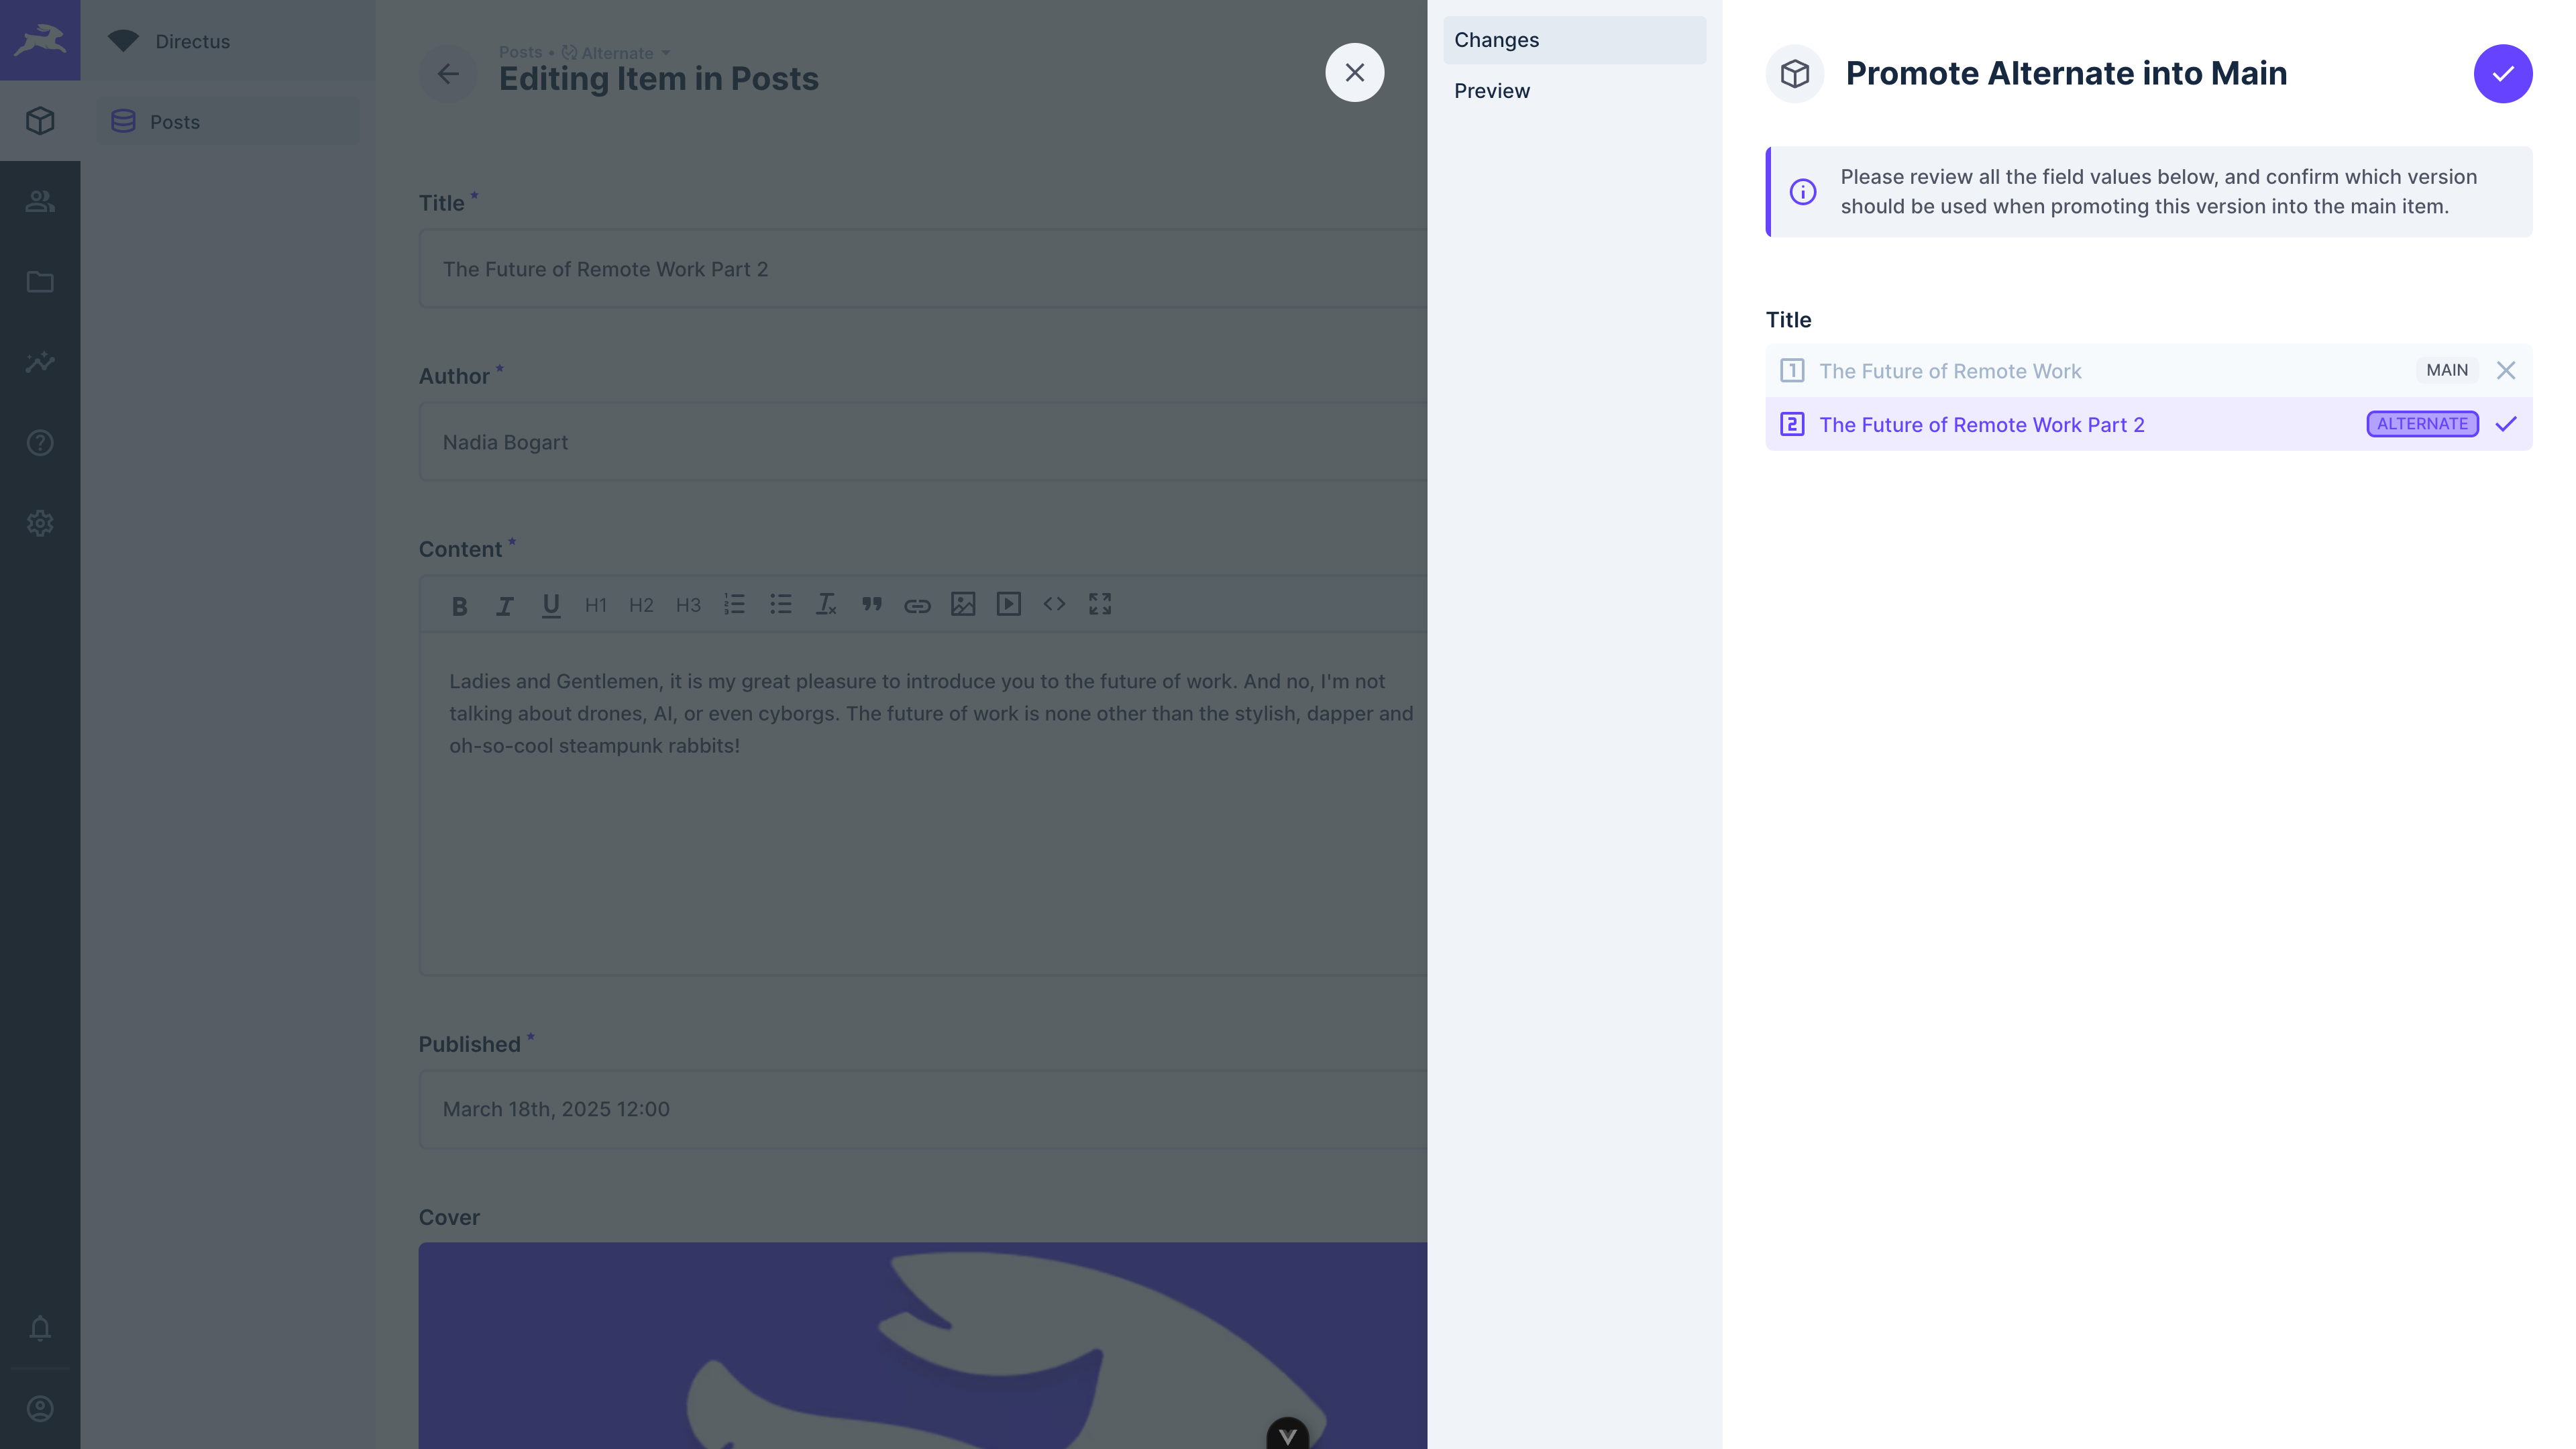 Directus
Posts
Posts • Alternate
Editing Item in Posts
Title *
The Future of Remote Work Part 2
Author *
Nadia Bogart
Content *
B I U H1 H2 H3
Ladies and Gentlemen, it is my great pleasure to introduce you to the future of work. And no, I'm not
talking about drones, AI, or even cyborgs. The future of work is none other than the stylish, dapper and
oh-so-cool steampunk rabbits!
Published *
March 18th, 2025 12:00
Cover
Changes
Preview
Promote Alternate into Main
Please review all the field values below, and confirm which version
should be used when promoting this version into the main item.
Title
1 The Future of Remote Work MAIN
2 The Future of Remote Work Part 2 ALTERNATE